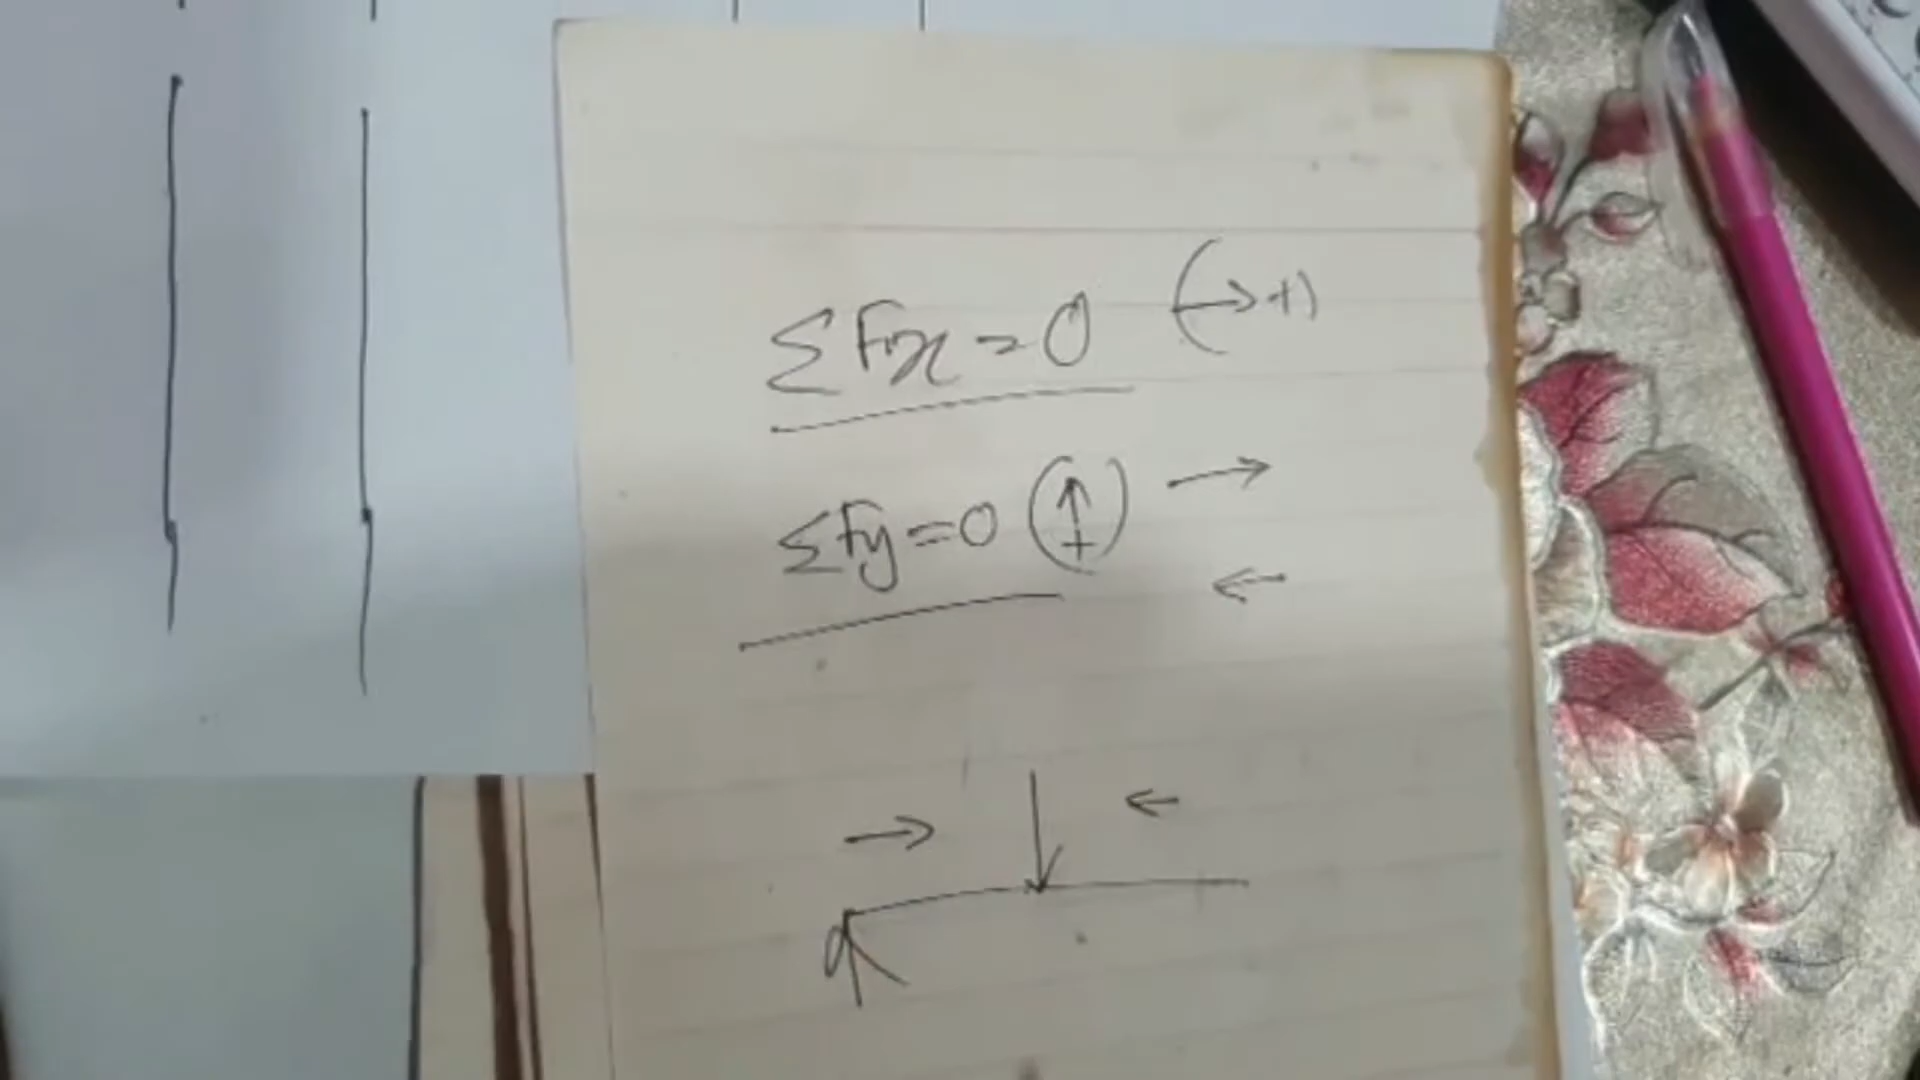 ΣFx=0 (→+)
ΣFy=0 (↑+) →
←
→ ↓ ←